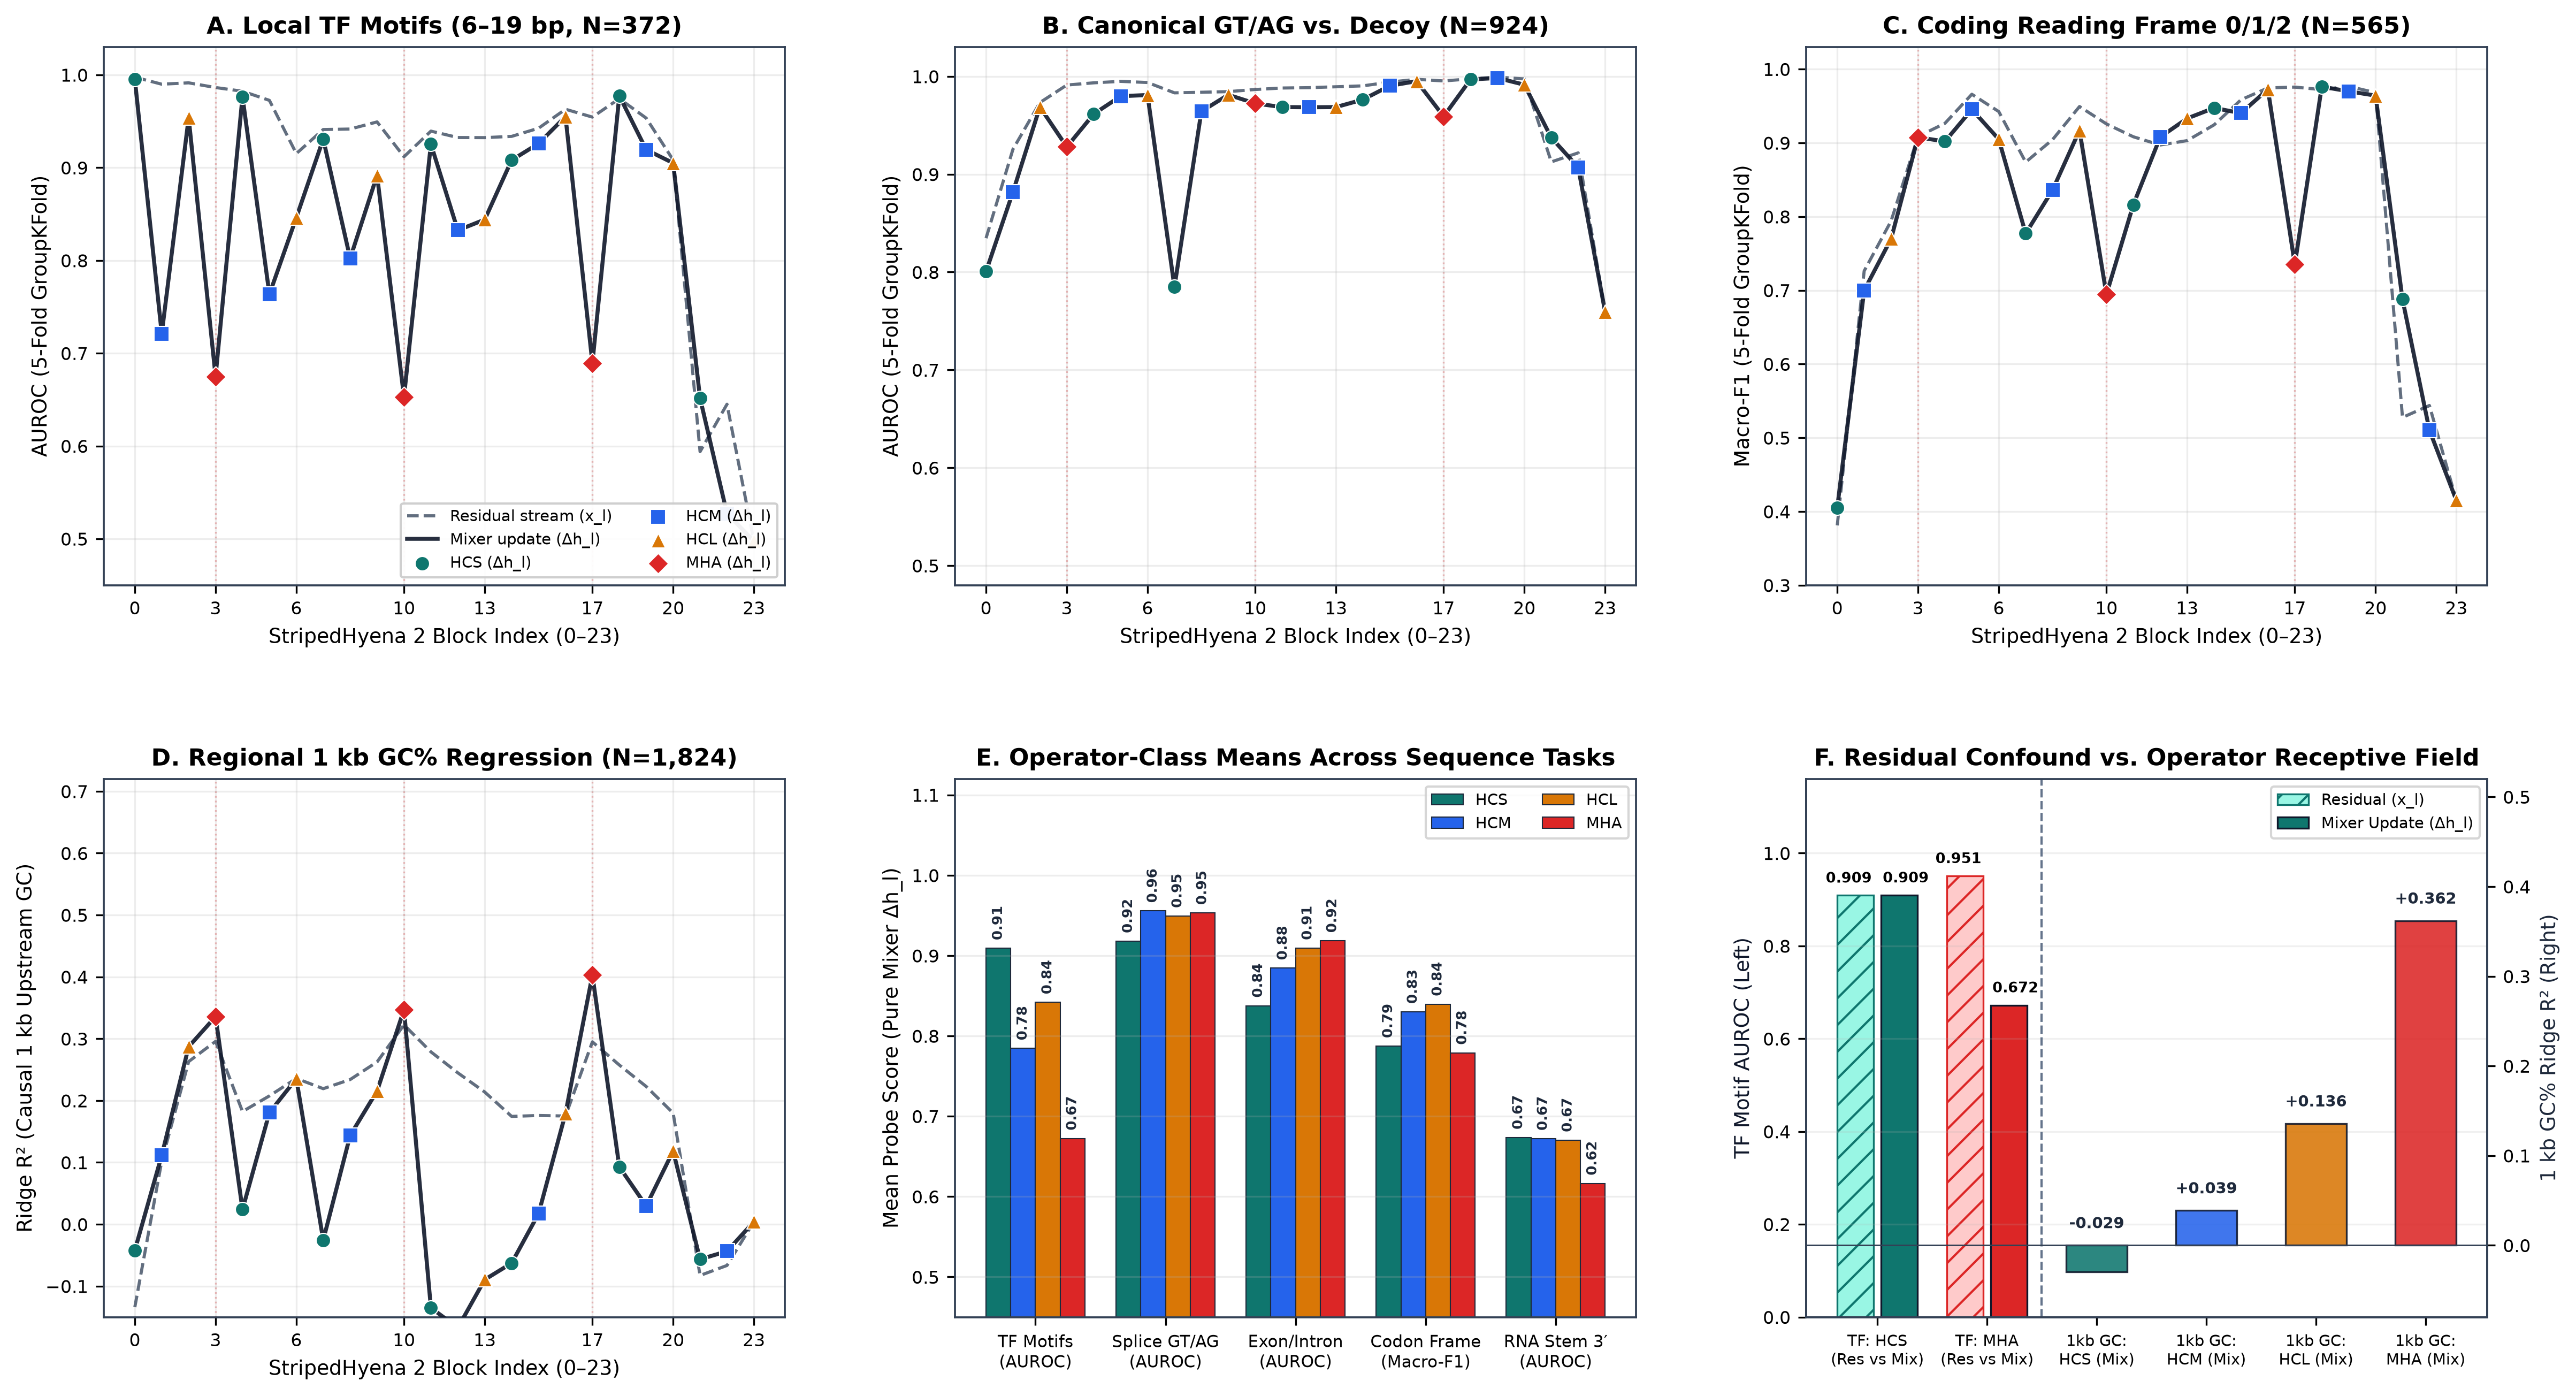 A. Local TF Motifs (6–19 bp, N=372)
AUROC (5-Fold GroupKFold)
1.0
0.9
0.8
0.7
0.6
0.5
Residual stream (x_l)
Mixer update (Δh_l)
HCS (Δh_l)
HCM (Δh_l)
HCL (Δh_l)
MHA (Δh_l)
0 3 6 10 13 17 20 23
StripedHyena 2 Block Index (0–23)
B. Canonical GT/AG vs. Decoy (N=924)
AUROC (5-Fold GroupKFold)
1.0
0.9
0.8
0.7
0.6
0.5
0 3 6 10 13 17 20 23
StripedHyena 2 Block Index (0–23)
C. Coding Reading Frame 0/1/2 (N=565)
Macro-F1 (5-Fold GroupKFold)
1.0
0.9
0.8
0.7
0.6
0.5
0.4
0.3
0 3 6 10 13 17 20 23
StripedHyena 2 Block Index (0–23)
D. Regional 1 kb GC% Regression (N=1,824)
Ridge R² (Causal 1 kb Upstream GC)
0.7
0.6
0.5
0.4
0.3
0.2
0.1
0.0
−0.1
0 3 6 10 13 17 20 23
StripedHyena 2 Block Index (0–23)
E. Operator-Class Means Across Sequence Tasks
Mean Probe Score (Pure Mixer Δh_l)
1.1
1.0
0.9
0.8
0.7
0.6
0.5
HCS
HCM
HCL
MHA
0.91 0.78 0.84 0.67
0.92 0.96 0.95 0.95
0.84 0.88 0.91 0.92
0.79 0.83 0.84 0.78
0.67 0.67 0.67 0.62
TF Motifs
(AUROC)
Splice GT/AG
(AUROC)
Exon/Intron
(AUROC)
Codon Frame
(Macro-F1)
RNA Stem 3′
(AUROC)
F. Residual Confound vs. Operator Receptive Field
TF Motif AUROC (Left)
1.0
0.8
0.6
0.4
0.2
0.0
Residual (x_l)
Mixer Update (Δh_l)
0.909 0.909
0.951
0.672
-0.029
+0.039
+0.136
+0.362
0.5
0.4
0.3
0.2
0.1
0.0
1 kb GC% Ridge R² (Right)
TF: HCS
(Res vs Mix)
TF: MHA
(Res vs Mix)
1kb GC:
HCS (Mix)
1kb GC:
HCM (Mix)
1kb GC:
HCL (Mix)
1kb GC:
MHA (Mix)